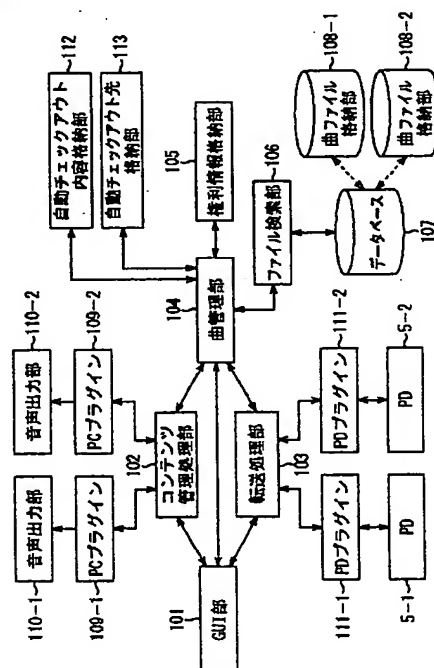 110-1
音声出力部
110-2
音声出力部
112
自動チェックアウト
内容格納部
113
自動チェックアウト先
格納部
109-1
PCプラグイン
109-2
PCプラグイン
105
権利情報格納部
102
コンテンツ
管理処理部
104
曲管理部
101
GUI部
103
転送処理部
106
ファイル検索部
107
データベース
108-1
曲ファイル
格納部
108-2
曲ファイル
格納部
111-1
PDプラグイン
111-2
PDプラグイン
5-1
PD
5-2
PD